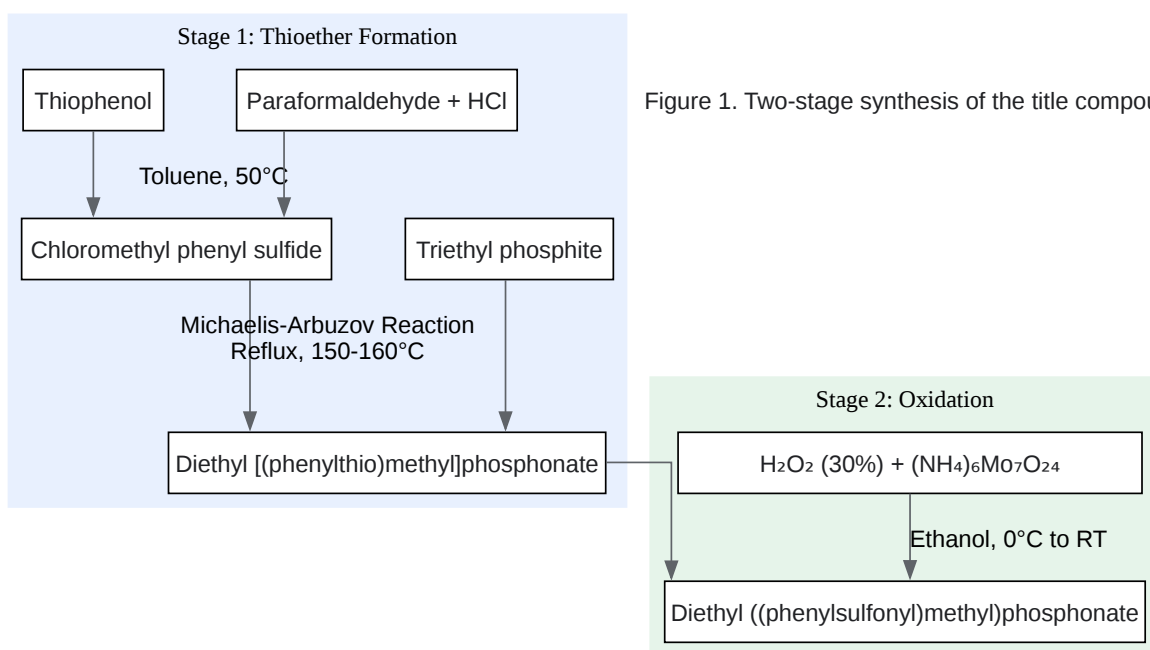 Stage 1: Thioether Formation
Thiophenol
Paraformaldehyde + HCl
Figure 1. Two-stage synthesis of the title
Toluene, 50°C
Chloromethyl phenyl sulfide
Triethyl phosphite
Michaelis-Arbuzov Reaction
Reflux, 150-160°C
Stage 2: Oxidation
Diethyl [(phenylthio)methyl]phosphonate
H₂O₂ (30%) + (NH₄)₆Mo₇O₂₄
Ethanol, 0°C to RT
Diethyl ((phenylsulfonyl)methyl)phosphonate